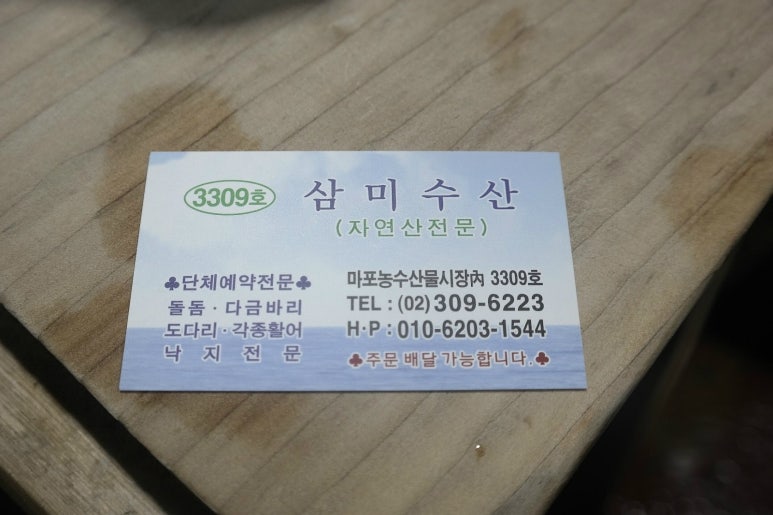 3309호 삼미수산
(자연산전문)
♣단체예약전문♣
돌돔·다금바리
도다리·각종활어
낙지전문
마포농수산물시장內 3309호
TEL : (02) 309-6223
H·P : 010-6203-1544
♣주문 배달 가능합니다.♣